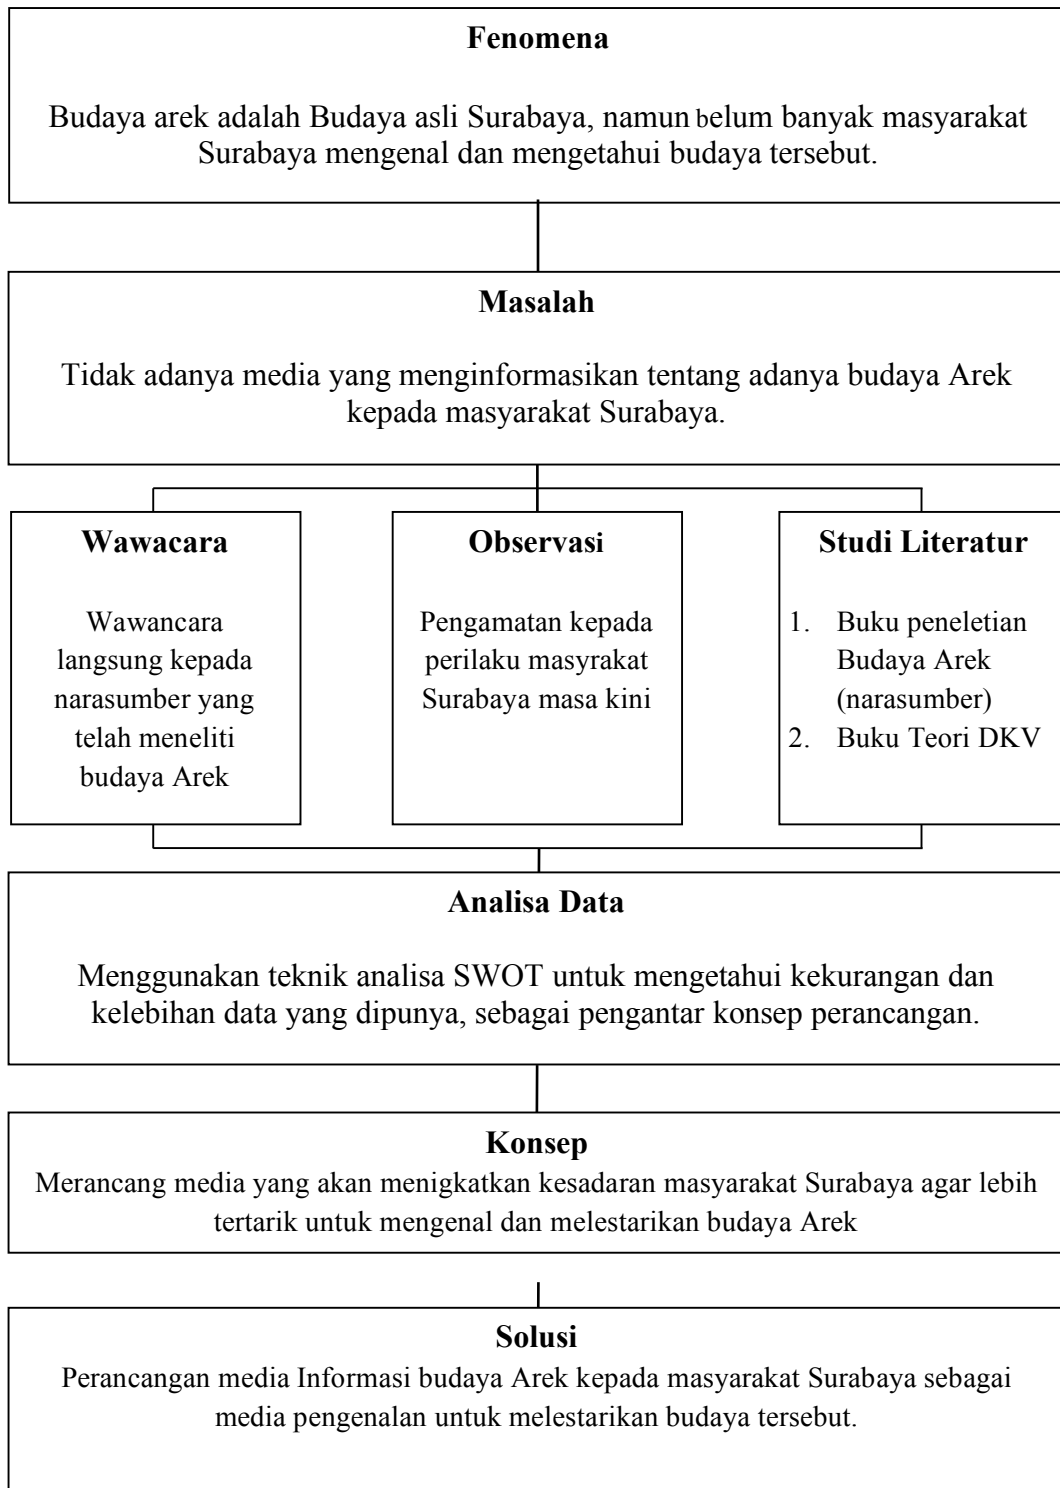 Fenomena
Budaya arek adalah Budaya asli Surabaya, namun belum banyak masyarakat
Surabaya mengenal dan mengetahui budaya tersebut.
Masalah
Tidak adanya media yang menginformasikan tentang adanya budaya Arek
kepada masyarakat Surabaya.
Wawacara
Wawancara
langsung kepada
narasumber yang
telah meneliti
budaya Arek
Observasi
Pengamatan kepada
perilaku masyrakat
Surabaya masa kini
Studi Literatur
1. Buku peneletian
Budaya Arek
(narasumber)
2. Buku Teori DKV
Analisa Data
Menggunakan teknik analisa SWOT untuk mengetahui kekurangan dan
kelebihan data yang dipunya, sebagai pengantar konsep perancangan.
Konsep
Merancang media yang akan menigkatkan kesadaran masyarakat Surabaya agar lebih
tertarik untuk mengenal dan melestarikan budaya Arek
Solusi
Perancangan media Informasi budaya Arek kepada masyarakat Surabaya sebagai
media pengenalan untuk melestarikan budaya tersebut.